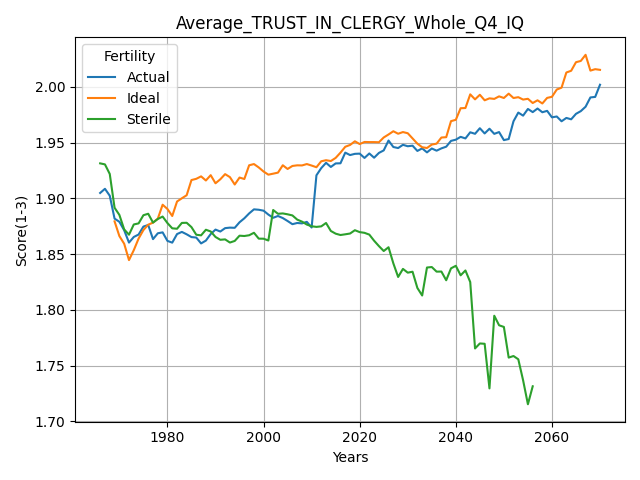 Average_TRUST_IN_CLERGY_Whole_Q4_IQ
Fertility
Actual
Ideal
Sterile
Score(1-3)
2.00
1.95
1.90
1.85
1.80
1.75
1.70
1980 2000 2020 2040 2060
Years